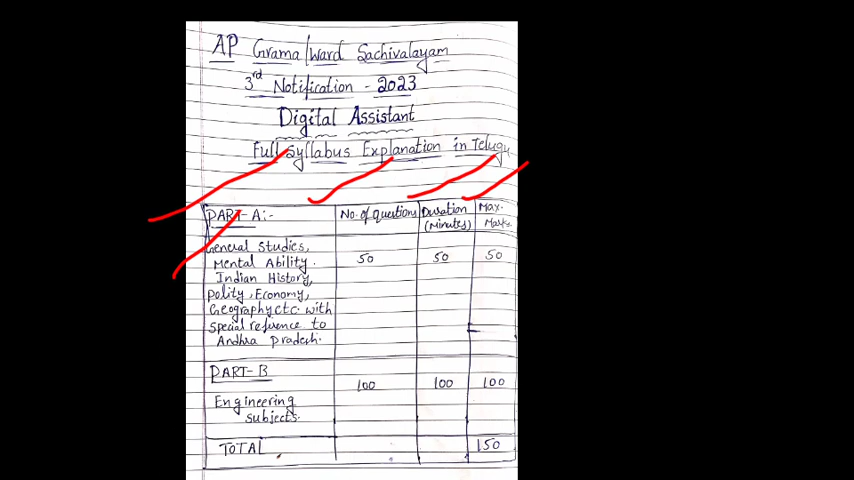 AP Grama/Ward Sachivalayam
3rd Notification - 2023
Digital Assistant
Full Syllabus Explanation in Telugu
PART-A:- No. of questions Duration (Minutes) Max. Marks
General Studies,
Mental Ability. 50 50 50
Indian History,
Polity, Economy,
Geography etc. with
Special refrence to
Andhra Pradesh.
PART-B
100 100 100
Engineering
Subjects.
TOTAL 150